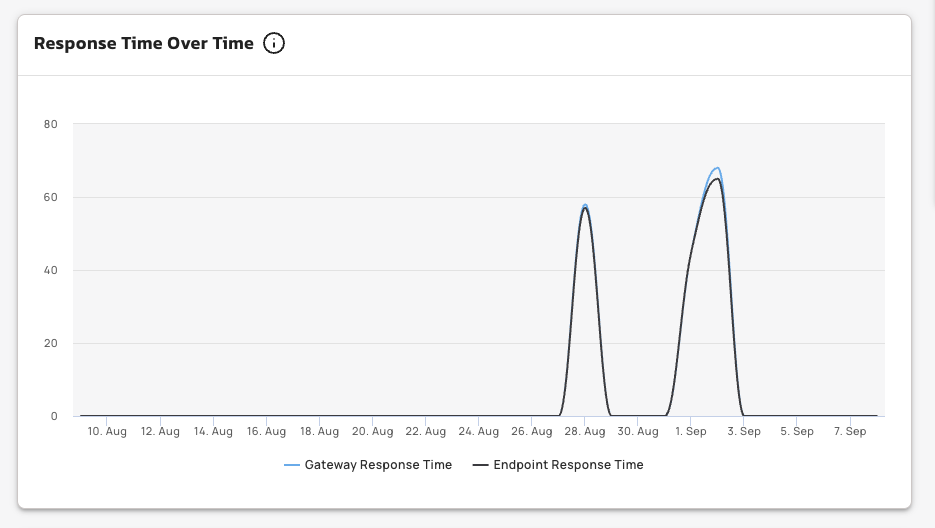 Response Time Over Time
80
60
40
20
0
10. Aug 12. Aug 14. Aug 16. Aug 18. Aug 20. Aug 22. Aug 24. Aug 26. Aug 28. Aug 30. Aug 1. Sep 3. Sep 5. Sep 7. Sep
Gateway Response Time Endpoint Response Time